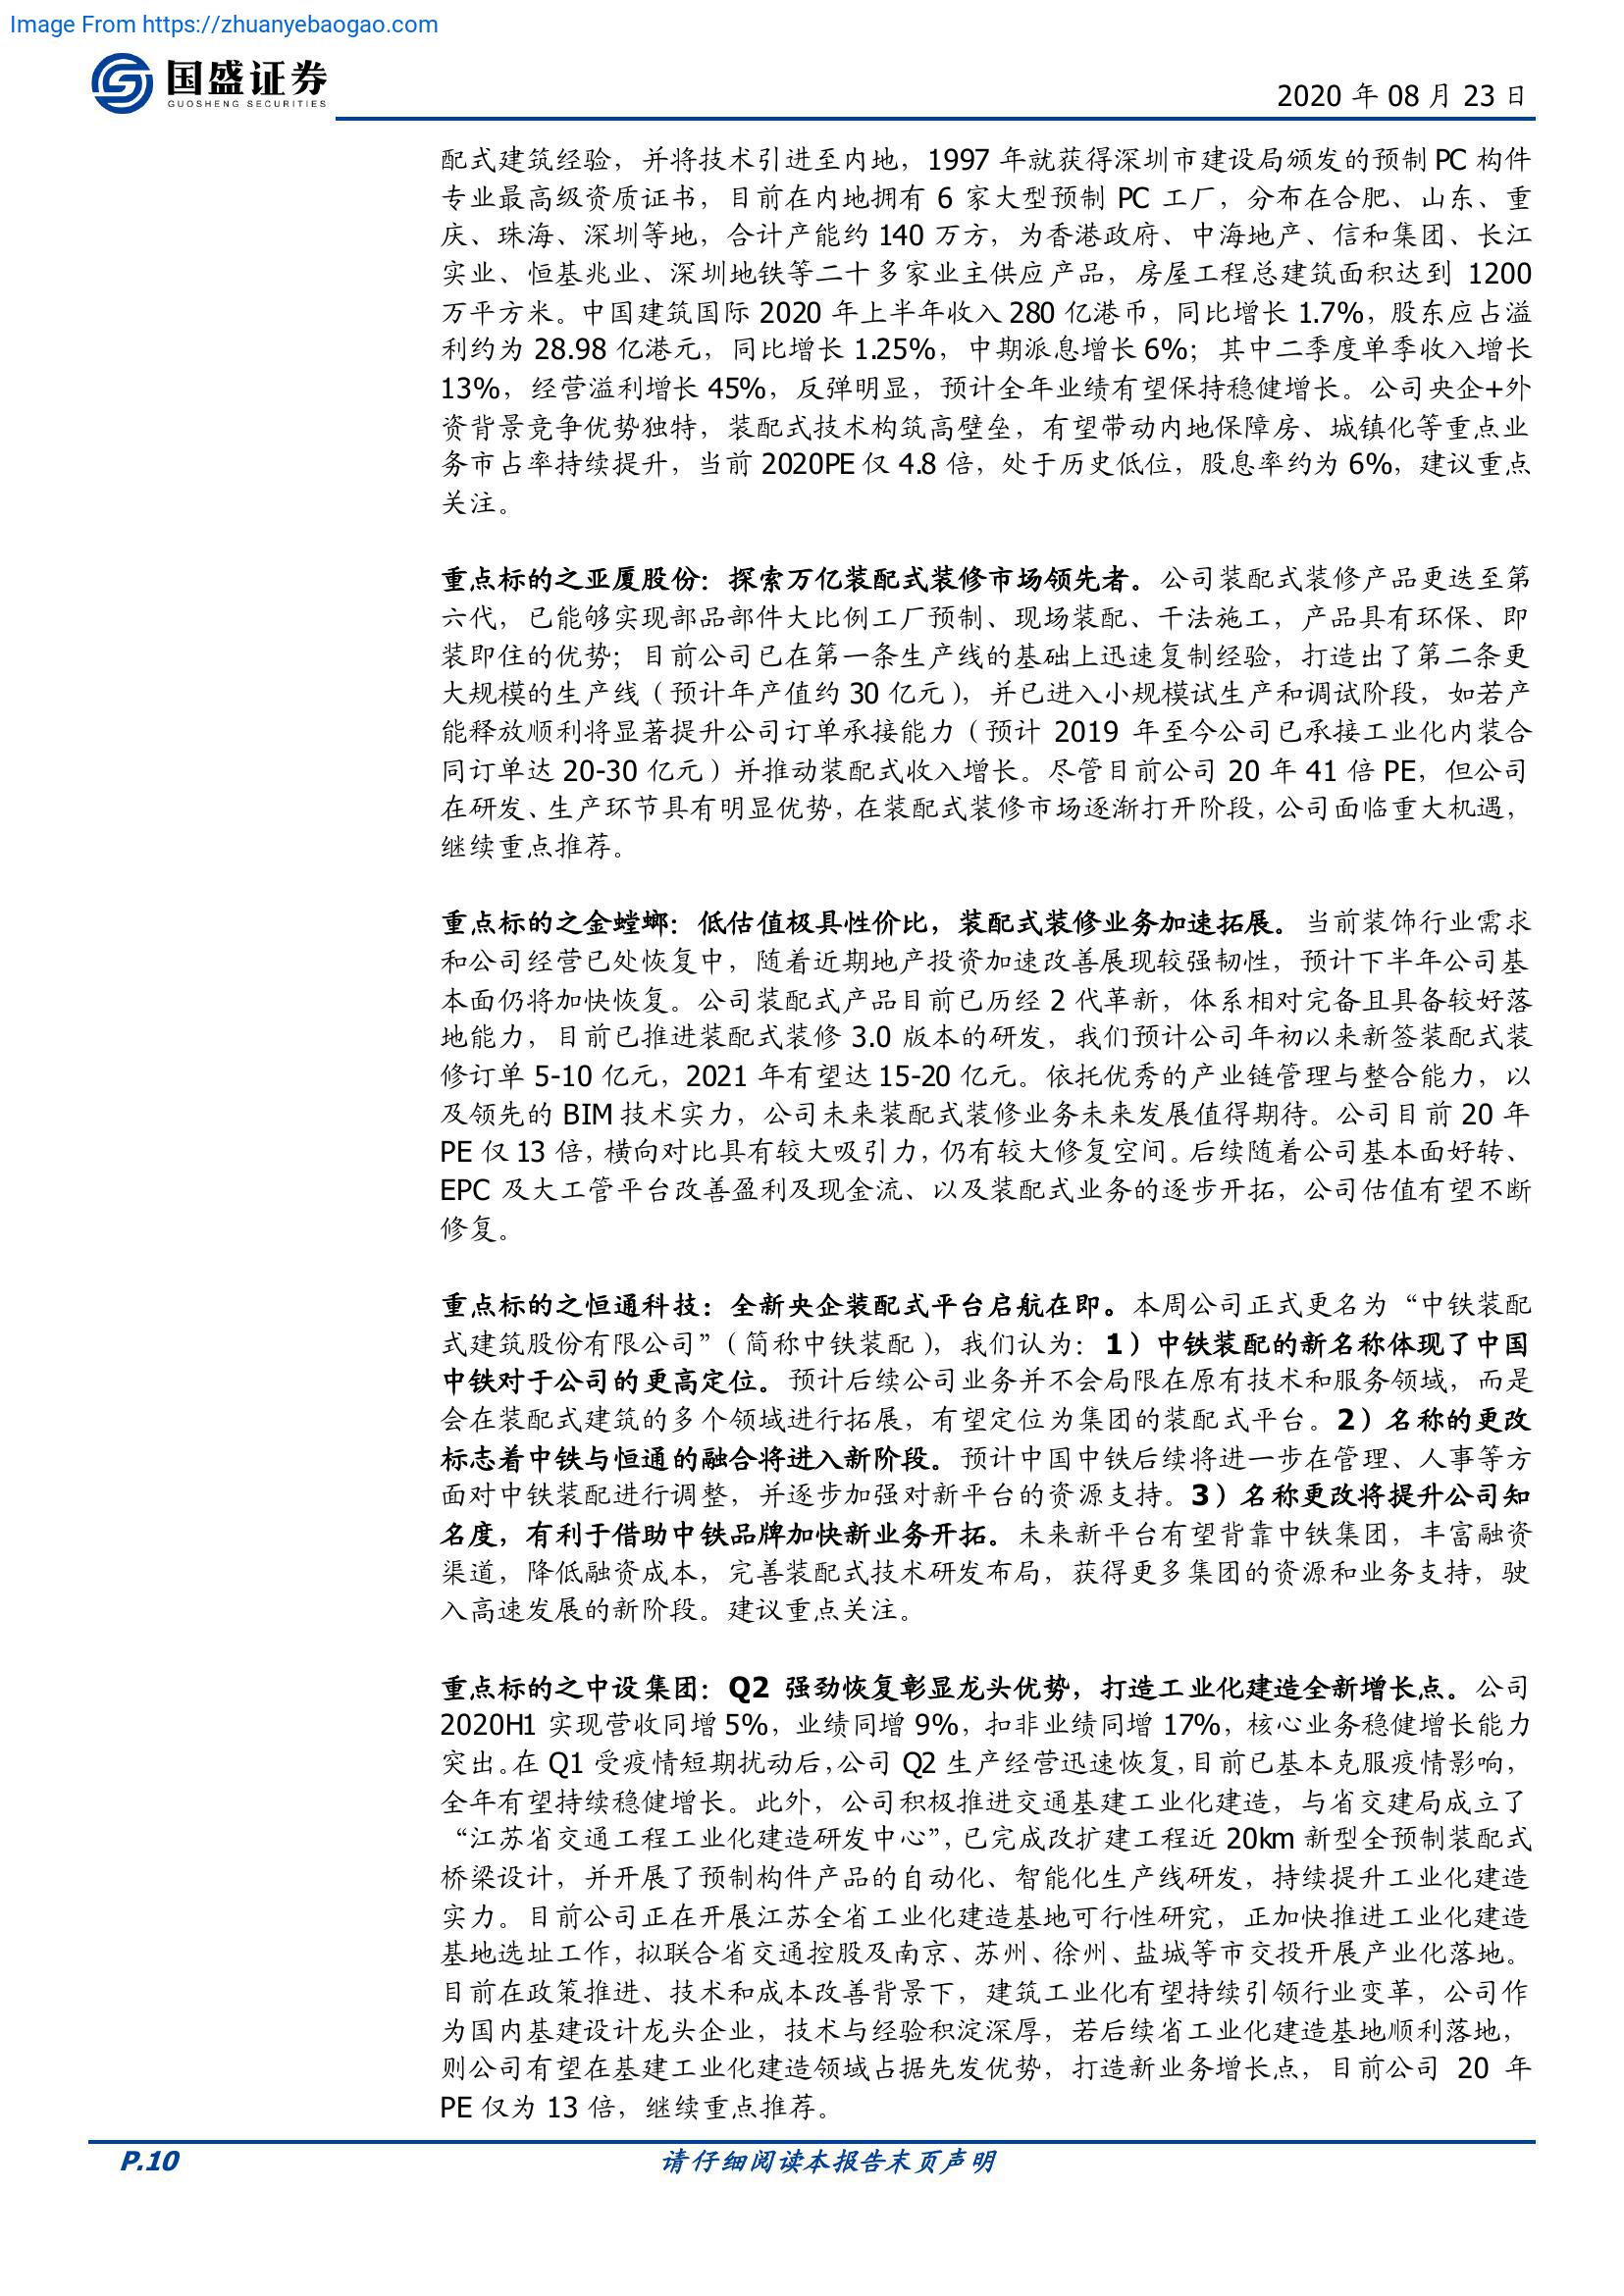 Image From https://zhuanyebaogao.com
国盛证券
GUOSHENG SECURITIES
2020 年 08 月 23 日
配式建筑经验，并将技术引进至内地，1997 年就获得深圳市建设局颁发的预制 PC 构件
专业最高级资质证书，目前在内地拥有 6 家大型预制 PC 工厂，分布在合肥、山东、重
庆、珠海、深圳等地，合计产能约 140 万方，为香港政府、中海地产、信和集团、长江
实业、恒基兆业、深圳地铁等二十多家业主供应产品，房屋工程总建筑面积达到 1200
万平方米。中国建筑国际 2020 年上半年收入 280 亿港币，同比增长 1.7%，股东应占溢
利约为 28.98 亿港元，同比增长 1.25%，中期派息增长 6%；其中二季度单季收入增长
13%，经营溢利增长 45%，反弹明显，预计全年业绩有望保持稳健增长。公司央企+外
资背景竞争优势独特，装配式技术构筑高壁垒，有望带动内地保障房、城镇化等重点业
务市占率持续提升，当前 2020PE 仅 4.8 倍，处于历史低位，股息率约为 6%，建议重点
关注。
重点标的之亚厦股份：探索万亿装配式装修市场领先者。公司装配式装修产品更迭至第
六代，已能够实现部品部件大比例工厂预制、现场装配、干法施工，产品具有环保、即
装即住的优势；目前公司已在第一条生产线的基础上迅速复制经验，打造出了第二条更
大规模的生产线（预计年产值约 30 亿元），并已进入小规模试生产和调试阶段，如若产
能释放顺利将显著提升公司订单承接能力（预计 2019 年至今公司已承接工业化内装合
同订单达 20-30 亿元）并推动装配式收入增长。尽管目前公司 20 年 41 倍 PE，但公司
在研发、生产环节具有明显优势，在装配式装修市场逐渐打开阶段，公司面临重大机遇，
继续重点推荐。
重点标的之金螳螂：低估值极具性价比，装配式装修业务加速拓展。当前装饰行业需求
和公司经营已处恢复中，随着近期地产投资加速改善展现较强韧性，预计下半年公司基
本面仍将加快恢复。公司装配式产品目前已历经 2 代革新，体系相对完备且具备较好落
地能力，目前已推进装配式装修 3.0 版本的研发，我们预计公司年初以来新签装配式装
修订单 5-10 亿元，2021 年有望达 15-20 亿元。依托优秀的产业链管理与整合能力，以
及领先的 BIM 技术实力，公司未来装配式装修业务未来发展值得期待。公司目前 20 年
PE 仅 13 倍，横向对比具有较大吸引力，仍有较大修复空间。后续随着公司基本面好转、
EPC 及大工管平台改善盈利及现金流、以及装配式业务的逐步开拓，公司估值有望不断
修复。
重点标的之恒通科技：全新央企装配式平台启航在即。本周公司正式更名为“中铁装配
式建筑股份有限公司”（简称中铁装配），我们认为：1）中铁装配的新名称体现了中国
中铁对于公司的更高定位。预计后续公司业务并不会局限在原有技术和服务领域，而是
会在装配式建筑的多个领域进行拓展，有望定位为集团的装配式平台。2）名称的更改
标志着中铁与恒通的融合将进入新阶段。预计中国中铁后续将进一步在管理、人事等方
面对中铁装配进行调整，并逐步加强对新平台的资源支持。3）名称更改将提升公司知
名度，有利于借助中铁品牌加快新业务开拓。未来新平台有望背靠中铁集团，丰富融资
渠道，降低融资成本，完善装配式技术研发布局，获得更多集团的资源和业务支持，驶
入高速发展的新阶段。建议重点关注。
重点标的之中设集团：Q2 强劲恢复彰显龙头优势，打造工业化建造全新增长点。公司
2020H1 实现营收同增 5%，业绩同增 9%，扣非业绩同增 17%，核心业务稳健增长能力
突出。在 Q1 受疫情短期扰动后，公司 Q2 生产经营迅速恢复，目前已基本克服疫情影响，
全年有望持续稳健增长。此外，公司积极推进交通基建工业化建造，与省交建局成立了
“江苏省交通工程工业化建造研发中心”，已完成改扩建工程近 20km 新型全预制装配式
桥梁设计，并开展了预制构件产品的自动化、智能化生产线研发，持续提升工业化建造
实力。目前公司正在开展江苏全省工业化建造基地可行性研究，正加快推进工业化建造
基地选址工作，拟联合省交通控股及南京、苏州、徐州、盐城等市交投开展产业化落地。
目前在政策推进、技术和成本改善背景下，建筑工业化有望持续引领行业变革，公司作
为国内基建设计龙头企业，技术与经验积淀深厚，若后续省工业化建造基地顺利落地，
则公司有望在基建工业化建造领域占据先发优势，打造新业务增长点，目前公司 20 年
PE 仅为 13 倍，继续重点推荐。
P.10
请仔细阅读本报告末页声明